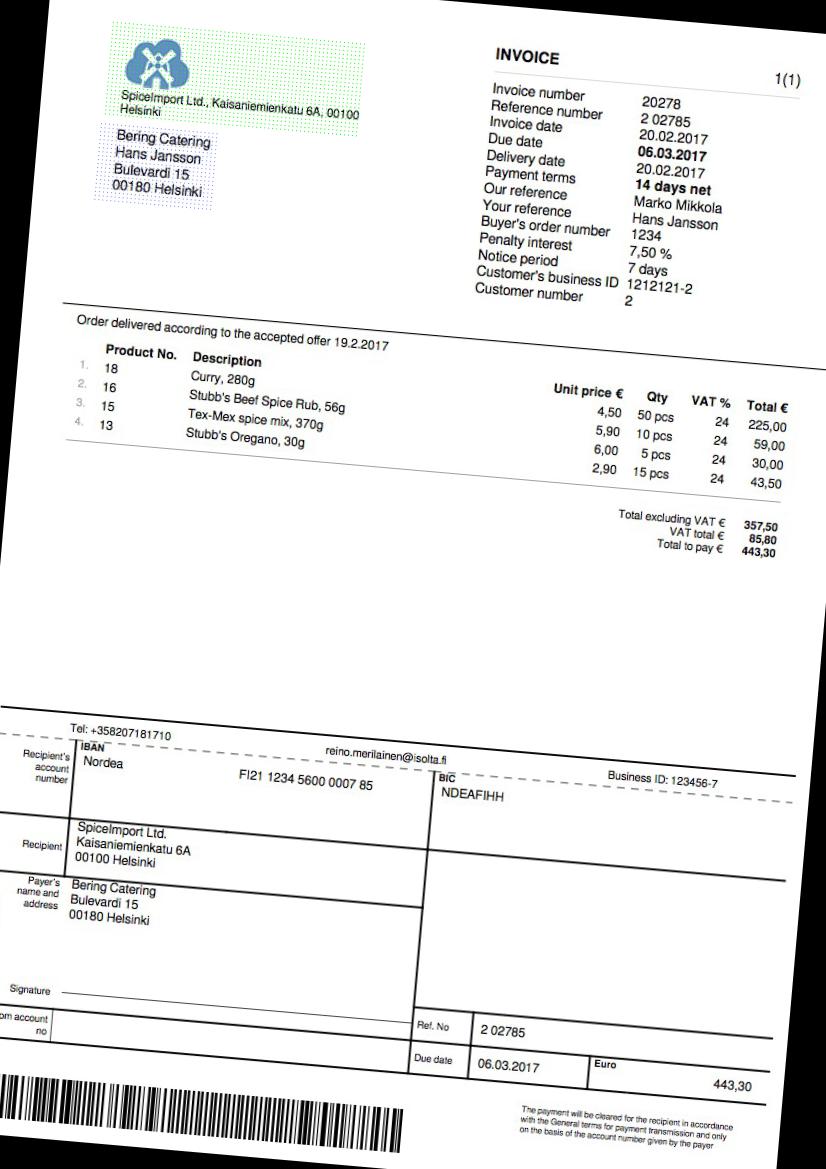 SpiceImport Ltd., Kaisaniemienkatu 6A, 00100
Helsinki
Bering Catering
Hans Jansson
Bulevardi 15
00180 Helsinki
INVOICE
1(1)
Invoice number 20278
Reference number 2 02785
Invoice date 20.02.2017
Due date 06.03.2017
Delivery date 20.02.2017
Payment terms 14 days net
Our reference Marko Mikkola
Your reference Hans Jansson
Buyer's order number 1234
Penalty interest 7,50 %
Notice period 7 days
Customer's business ID 1212121-2
Customer number 2
Order delivered according to the accepted offer 19.2.2017
Product No. Description Unit price € Qty VAT % Total €
1. 18 Curry, 280g 4,50 50 pcs 24 225,00
2. 16 Stubb's Beef Spice Rub, 56g 5,90 10 pcs 24 59,00
3. 15 Tex-Mex spice mix, 370g 6,00 5 pcs 24 30,00
4. 13 Stubb's Oregano, 30g 2,90 15 pcs 24 43,50
Total excluding VAT € 357,50
VAT total € 85,80
Total to pay € 443,30
Tel: +358207181710 reino.merilainen@isolta.fi Business ID: 123456-7
Recipient's
account
number
IBAN
Nordea FI21 1234 5600 0007 85
BIC
NDEAFIHH
Recipient
SpiceImport Ltd.
Kaisaniemienkatu 6A
00100 Helsinki
Payer's
name and
address
Bering Catering
Bulevardi 15
00180 Helsinki
Signature
om account
no
Ref. No 2 02785
Due date 06.03.2017 Euro 443,30
The payment will be cleared for the recipient in accordance
with the General terms for payment transmission and only
on the basis of the account number given by the payer